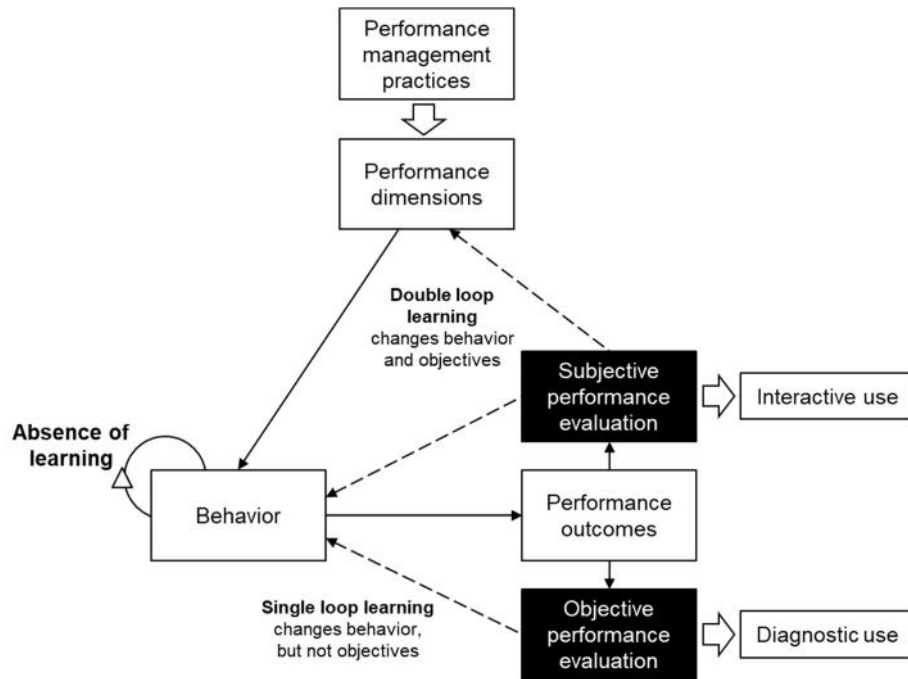 Performance
management
practices
Performance
dimensions
Double loop
learning
changes behavior
and objectives
Subjective
performance
evaluation
Interactive use
Absence of
learning
Behavior
Performance
outcomes
Single loop learning
changes behavior,
but not objectives
Objective
performance
evaluation
Diagnostic use